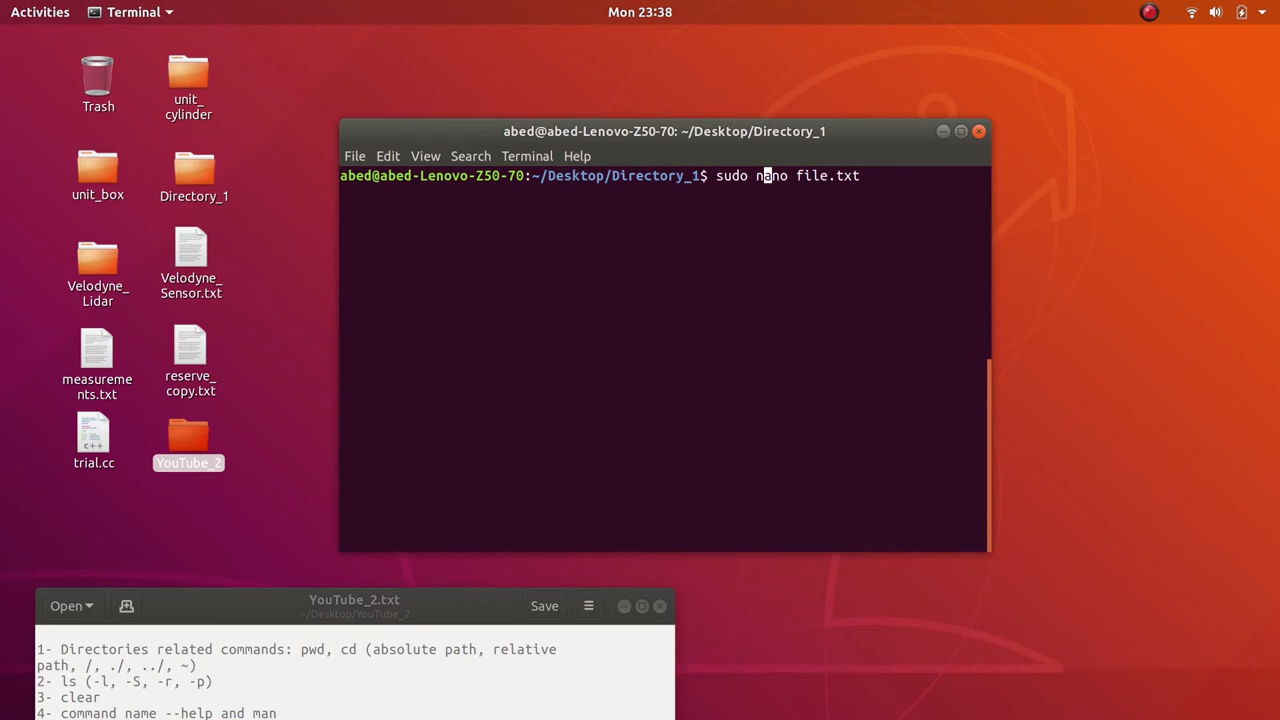 Activities
Terminal
Mon 23:38
Trash
unit_
cylinder
unit_box
Directory_1
Velodyne_
Lidar
Velodyne_
Sensor.txt
measureme
nts.txt
reserve_
copy.txt
trial.cc
YouTube_2
abed@abed-Lenovo-Z50-70: ~/Desktop/Directory_1
File Edit View Search Terminal Help
abed@abed-Lenovo-Z50-70:~/Desktop/Directory_1$ sudo nano file.txt
Open
YouTube_2.txt
~/Desktop/YouTube_2
Save
1- Directories related commands: pwd, cd (absolute path, relative
path, /, ./, ../, ~)
2- ls (-l, -S, -r, -p)
3- clear
4- command name --help and man